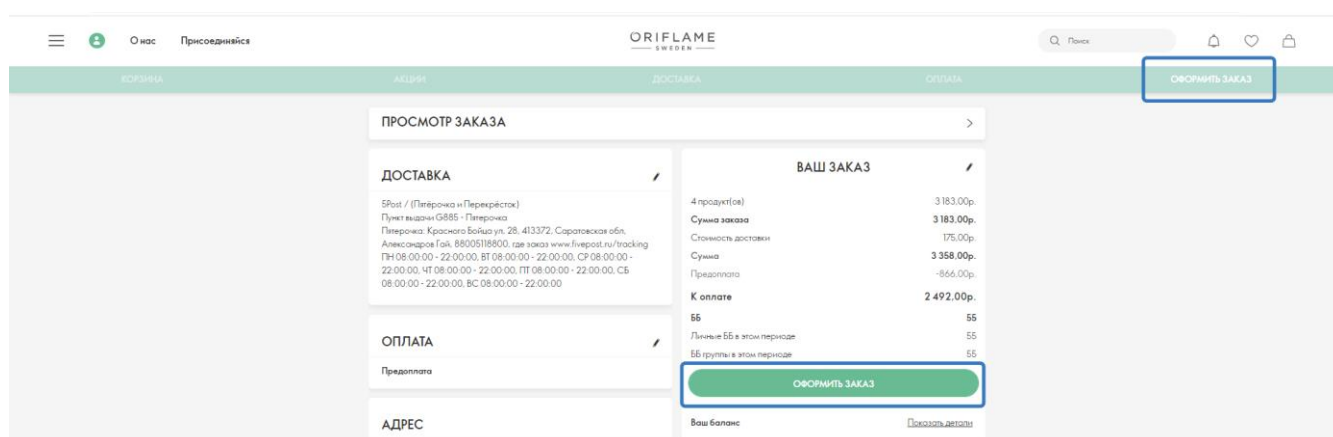 О нас
Присоединяйся
ORIFLAME
SWEDEN
Поиск
КОРЗИНА
АКЦИИ
ДОСТАВКА
ОПЛАТА
ОФОРМИТЬ ЗАКАЗ
ПРОСМОТР ЗАКАЗА
ДОСТАВКА
5Post / (Пятёрочка и Перекрёсток)
Пункт выдачи G885 - Пятерочка
Пятерочка: Красного Бойца ул. 28, 413372, Саратовская обл,
Александров Гай, 88005118800, где заказ www.fivepost.ru/tracking
ПН 08:00:00 - 22:00:00, ВТ 08:00:00 - 22:00:00, СР 08:00:00 -
22:00:00, ЧТ 08:00:00 - 22:00:00, ПТ 08:00:00 - 22:00:00, СБ
08:00:00 - 22:00:00, ВС 08:00:00 - 22:00:00
ОПЛАТА
Предоплата
АДРЕС
ВАШ ЗАКАЗ
4 продукт(ов) 3 183,00р.
Сумма заказа 3 183,00р.
Стоимость доставки 175,00р.
Сумма 3 358,00р.
Предоплата -866,00р.
К оплате 2 492,00р.
ББ 55
Личные ББ в этом периоде 55
ББ группы в этом периоде 55
ОФОРМИТЬ ЗАКАЗ
Ваш баланс Показать детали